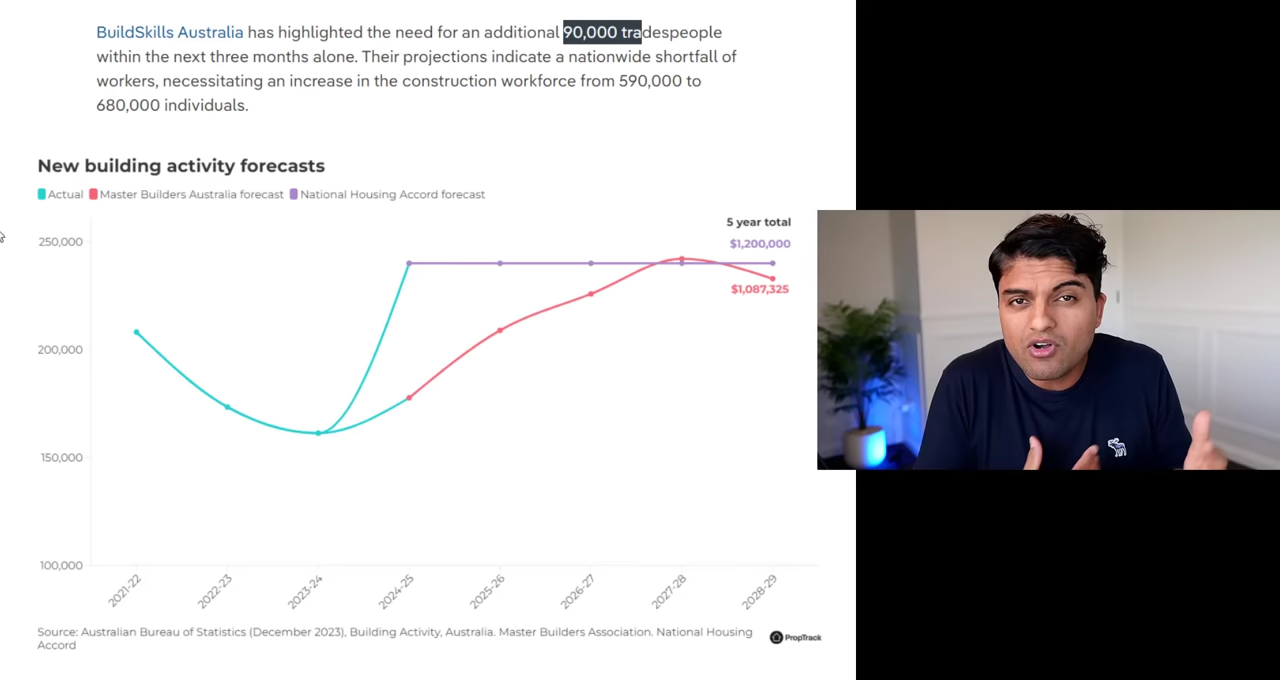 BuildSkills Australia has highlighted the need for an additional 90,000 tradespeople
within the next three months alone. Their projections indicate a nationwide shortfall of
workers, necessitating an increase in the construction workforce from 590,000 to
680,000 individuals.
New building activity forecasts
Actual Master Builders Australia forecast National Housing Accord forecast
5 year total
$1,200,000
$1,087,325
250,000
200,000
150,000
100,000
2021-22 2022-23 2023-24 2024-25 2025-26 2026-27 2027-28 2028-29
Source: Australian Bureau of Statistics (December 2023), Building Activity, Australia. Master Builders Association. National Housing
Accord
PropTrack